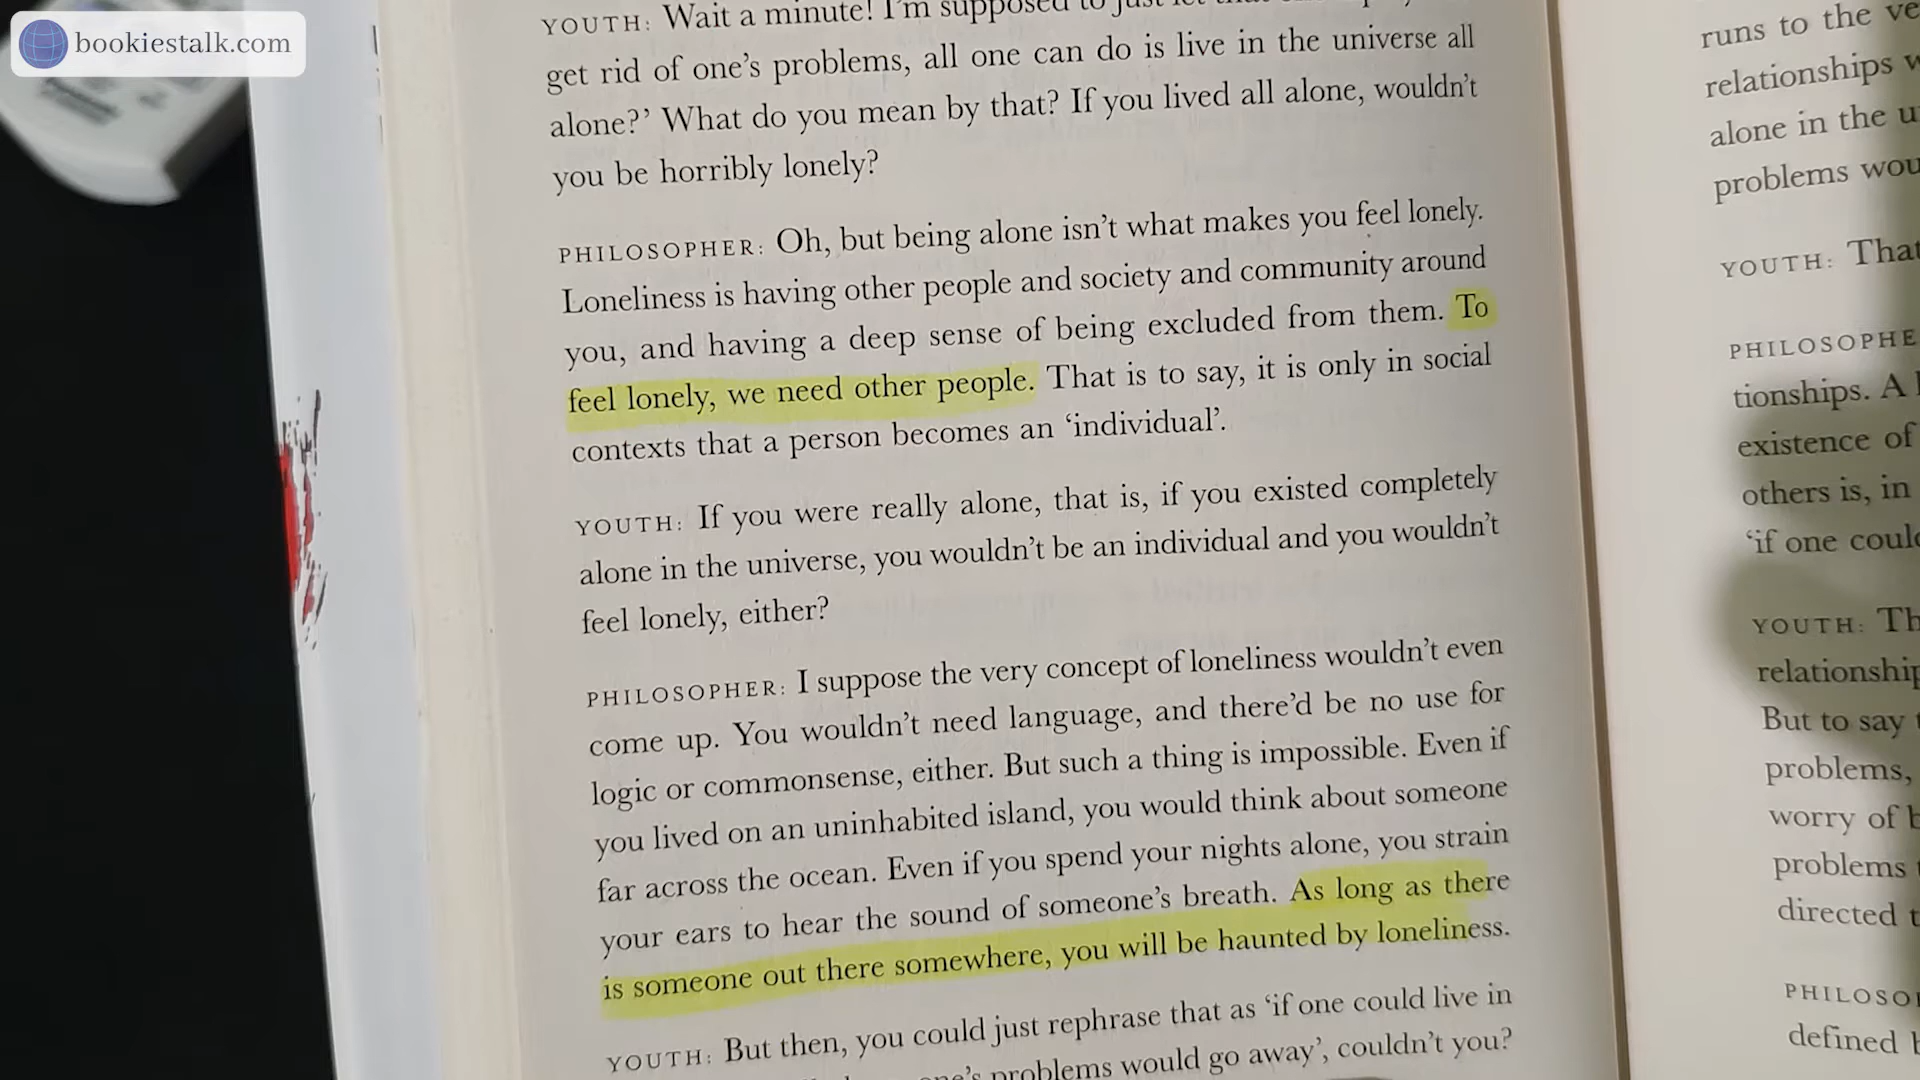 bookiestalk.com
YOUTH: Wait a minute! I'm supposed to just let that
get rid of one's problems, all one can do is live in the universe all
alone?' What do you mean by that? If you lived all alone, wouldn't
you be horribly lonely?
PHILOSOPHER: Oh, but being alone isn't what makes you feel lonely.
Loneliness is having other people and society and community around
you, and having a deep sense of being excluded from them. To
feel lonely, we need other people. That is to say, it is only in social
contexts that a person becomes an 'individual'.
YOUTH: If you were really alone, that is, if you existed completely
alone in the universe, you wouldn't be an individual and you wouldn't
feel lonely, either?
PHILOSOPHER: I suppose the very concept of loneliness wouldn't even
come up. You wouldn't need language, and there'd be no use for
logic or commonsense, either. But such a thing is impossible. Even if
you lived on an uninhabited island, you would think about someone
far across the ocean. Even if you spend your nights alone, you strain
your ears to hear the sound of someone's breath. As long as there
is someone out there somewhere, you will be haunted by loneliness.
YOUTH: But then, you could just rephrase that as 'if one could live in
one's problems would go away', couldn't you?
runs to the
relationships
alone in the
problems
YOUTH: That
tionships. A
existence of
others is, in
'if one could
YOUTH:
But to say
problems,
worry of
problems
directed
defined